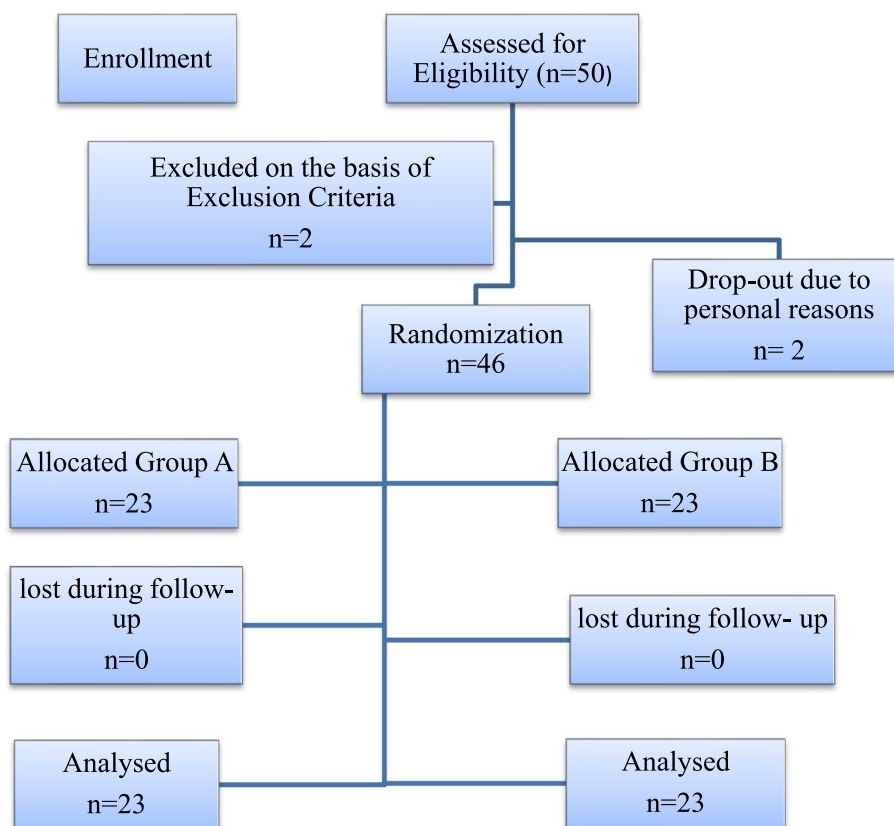 Enrollment
Assessed for
Eligibility (n=50)
Excluded on the basis of
Exclusion Criteria
n=2
Drop-out due to
personal reasons
n= 2
Randomization
n=46
Allocated Group A
n=23
Allocated Group B
n=23
lost during follow-
up
n=0
lost during follow- up
n=0
Analysed
n=23
Analysed
n=23